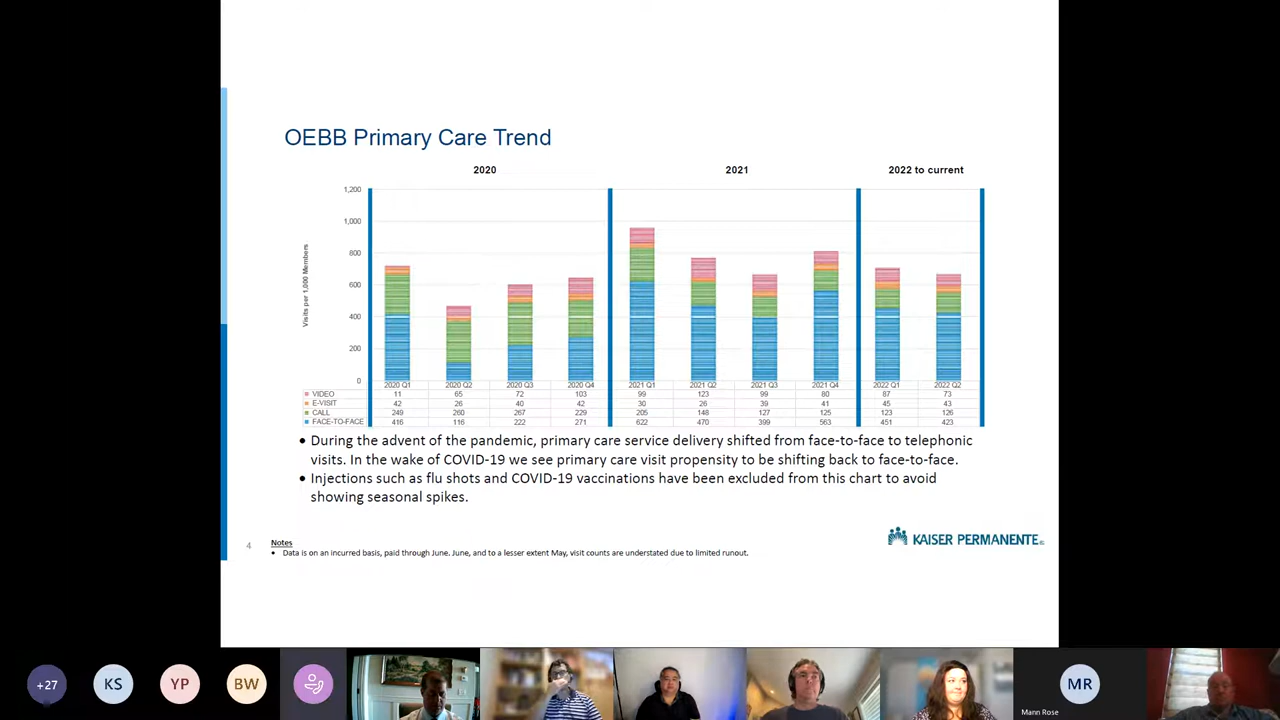 OEBB Primary Care Trend
2020 2021 2022 to current
1,200
1,000
800
600
400
200
0
Visits per 1,000 Members
2020 Q1 2020 Q2 2020 Q3 2020 Q4 2021 Q1 2021 Q2 2021 Q3 2021 Q4 2022 Q1 2022 Q2
VIDEO 11 65 72 103 99 123 99 80 87 73
E-VISIT 42 26 40 42 30 26 39 41 45 43
CALL 249 260 267 229 205 148 127 125 123 126
FACE-TO-FACE 416 116 222 271 622 470 399 563 451 423
• During the advent of the pandemic, primary care service delivery shifted from face-to-face to telephonic
visits. In the wake of COVID-19 we see primary care visit propensity to be shifting back to face-to-face.
• Injections such as flu shots and COVID-19 vaccinations have been excluded from this chart to avoid
showing seasonal spikes.
4
Notes
• Data is on an incurred basis, paid through June. June, and to a lesser extent May, visit counts are understated due to limited runout.
KAISER PERMANENTE
+27 KS YP BW MR
Mann Rose